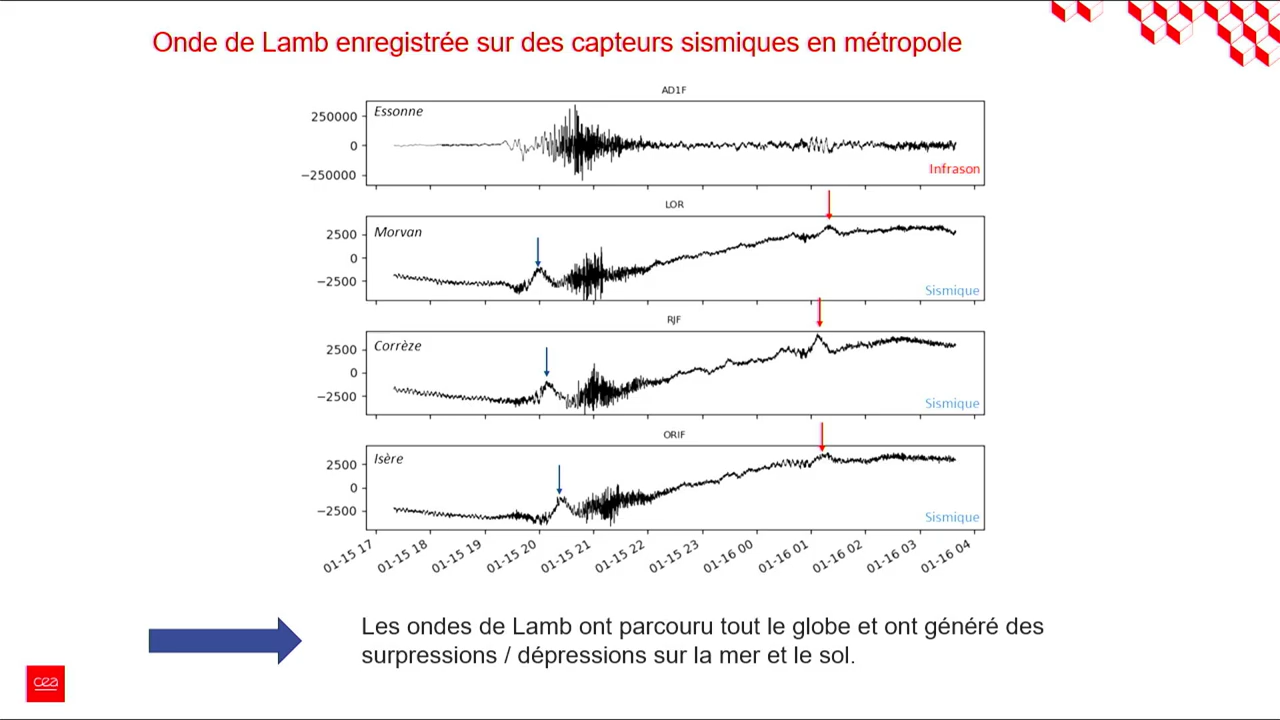 Onde de Lamb enregistrée sur des capteurs sismiques en métropole
AD1F
Essonne
250000
0
−250000
Infrason
LOR
Morvan
2500
0
−2500
Sismique
RJF
Corrèze
2500
0
−2500
Sismique
ORIF
Isère
2500
0
−2500
Sismique
01-15 17
01-15 18
01-15 19
01-15 20
01-15 21
01-15 22
01-15 23
01-16 00
01-16 01
01-16 02
01-16 03
01-16 04
Les ondes de Lamb ont parcouru tout le globe et ont généré des
surpressions / dépressions sur la mer et le sol.
cea